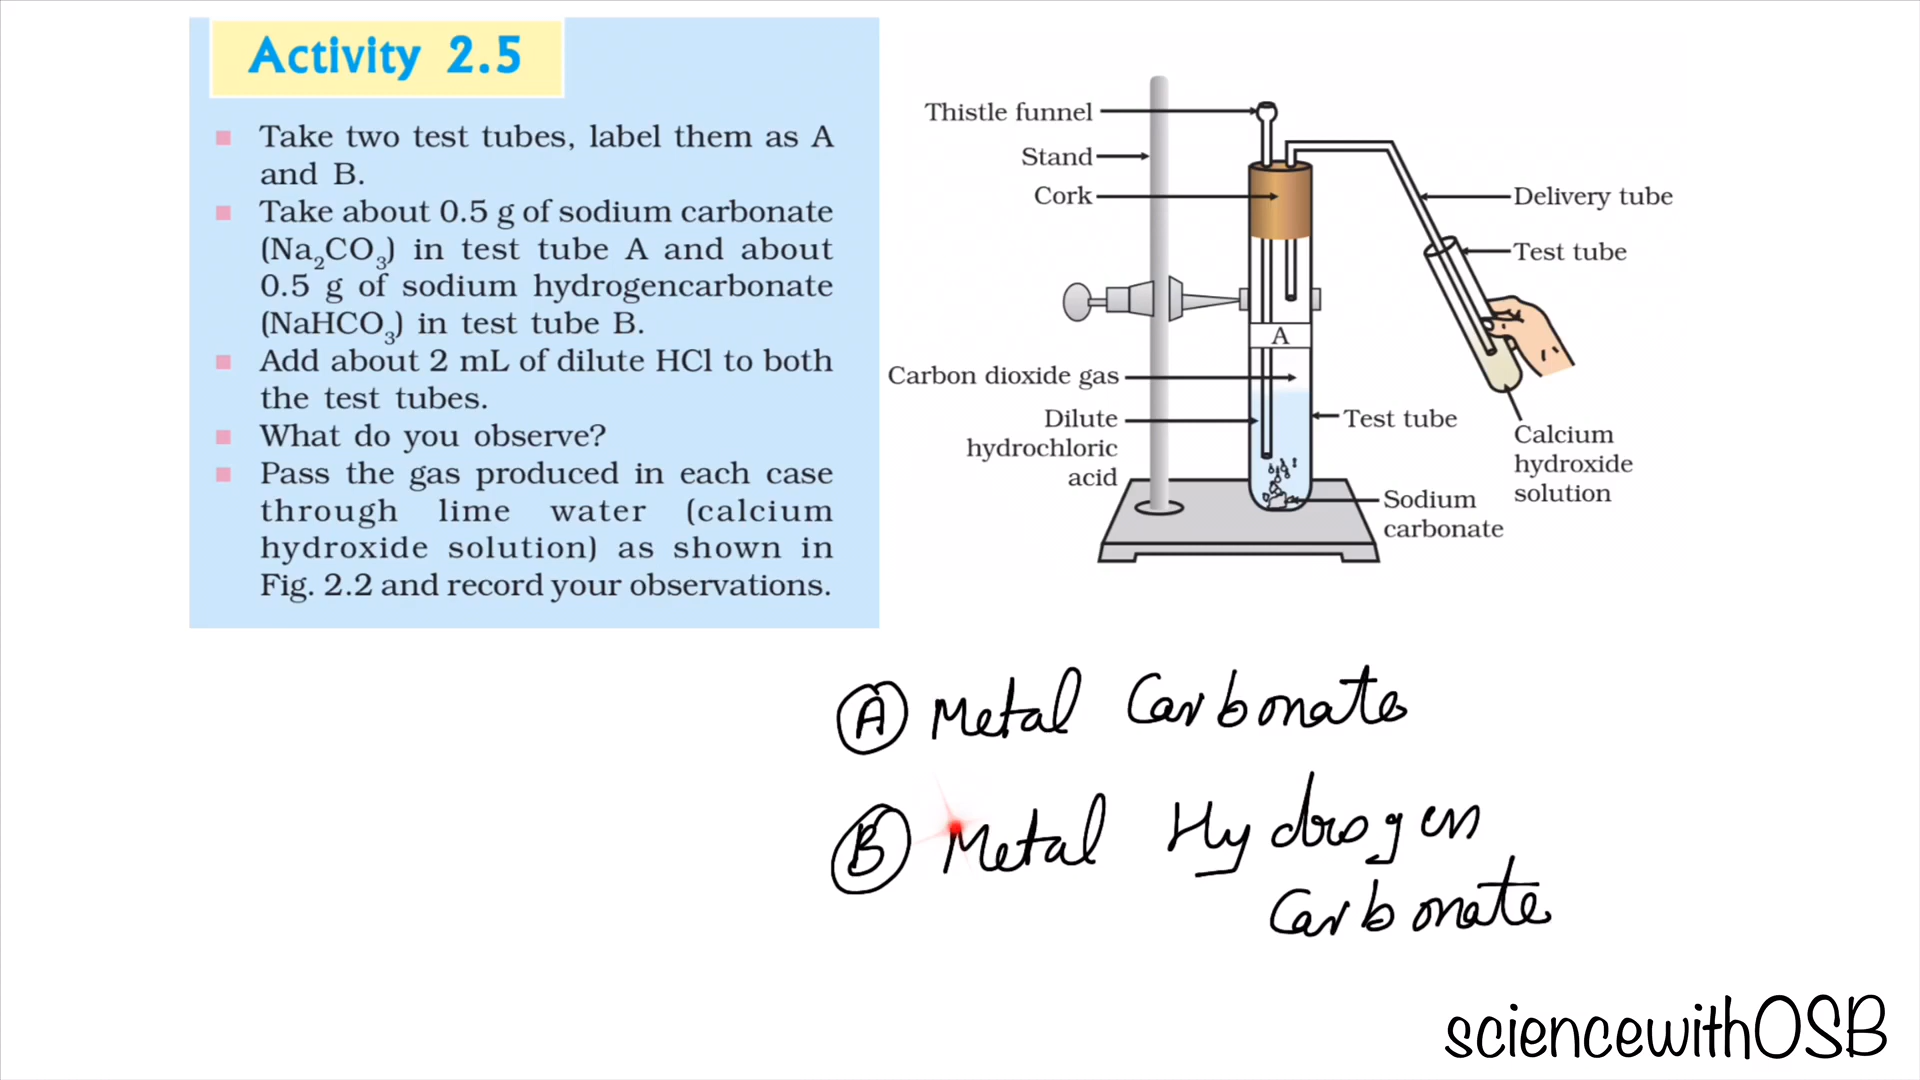 Activity 2.5
Take two test tubes, label them as A
and B.
Take about 0.5 g of sodium carbonate
(Na₂CO₃) in test tube A and about
0.5 g of sodium hydrogencarbonate
(NaHCO₃) in test tube B.
Add about 2 mL of dilute HCl to both
the test tubes.
What do you observe?
Pass the gas produced in each case
through lime water (calcium
hydroxide solution) as shown in
Fig. 2.2 and record your observations.
Thistle funnel
Stand
Cork
Delivery tube
Test tube
A
Carbon dioxide gas
Dilute
hydrochloric
acid
Test tube
Calcium
hydroxide
solution
Sodium
carbonate
A Metal Carbonate
B Metal Hydrogen
Carbonate
sciencewithOSB